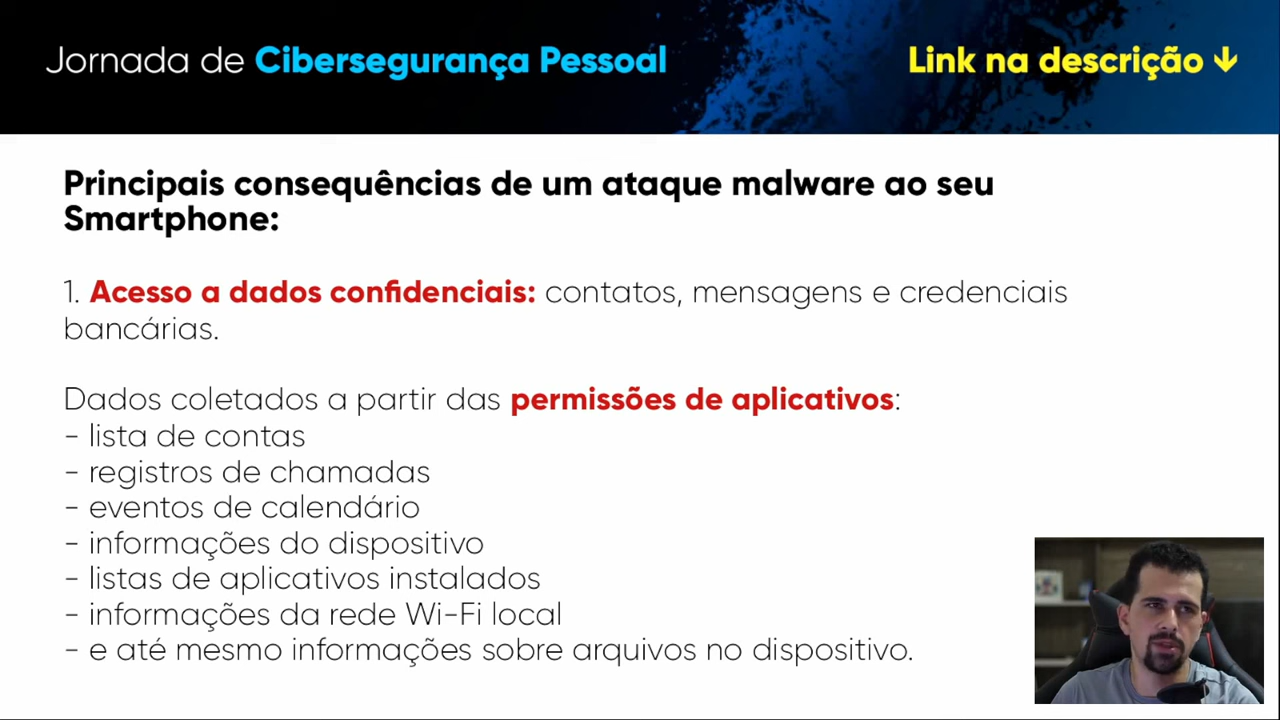 Jornada de Cibersegurança Pessoal
Link na descrição ↓
Principais consequências de um ataque malware ao seu
Smartphone:
1. Acesso a dados confidenciais: contatos, mensagens e credenciais
bancárias.
Dados coletados a partir das permissões de aplicativos:
- lista de contas
- registros de chamadas
- eventos de calendário
- informações do dispositivo
- listas de aplicativos instalados
- informações da rede Wi-Fi local
- e até mesmo informações sobre arquivos no dispositivo.